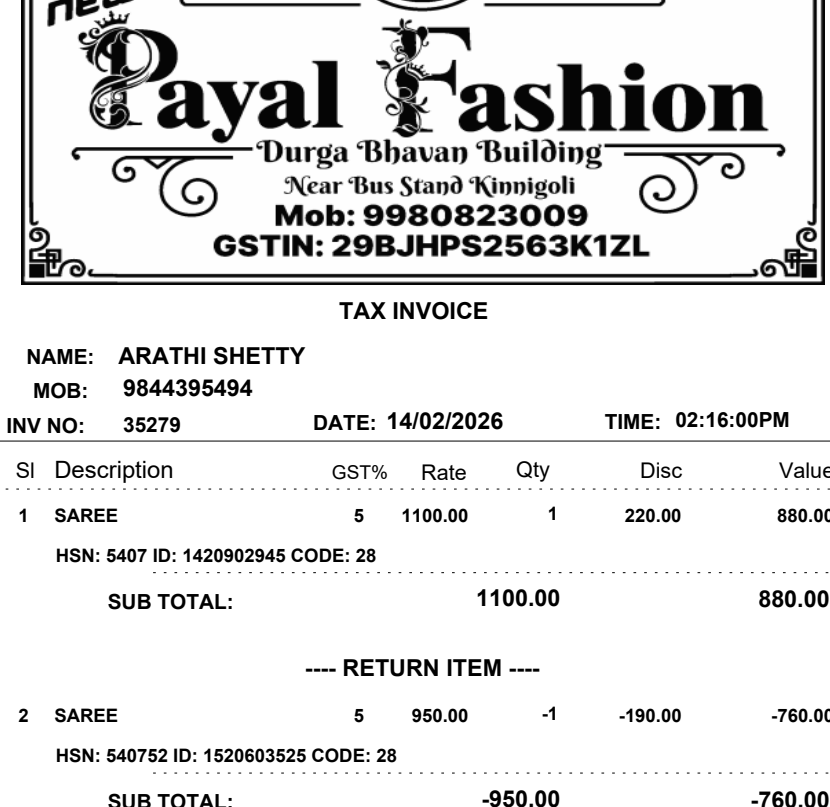 new
Payal Fashion
Durga Bhavan Building
Near Bus Stand Kinnigoli
Mob: 9980823009
GSTIN: 29BJHPS2563K1ZL
TAX INVOICE
NAME: ARATHI SHETTY
MOB: 9844395494
INV NO: 35279 DATE: 14/02/2026 TIME: 02:16:00PM
Sl Description GST% Rate Qty Disc Value
1 SAREE 5 1100.00 1 220.00 880.00
HSN: 5407 ID: 1420902945 CODE: 28
SUB TOTAL: 1100.00 880.00
---- RETURN ITEM ----
2 SAREE 5 950.00 -1 -190.00 -760.00
HSN: 540752 ID: 1520603525 CODE: 28
SUB TOTAL: -950.00 -760.00